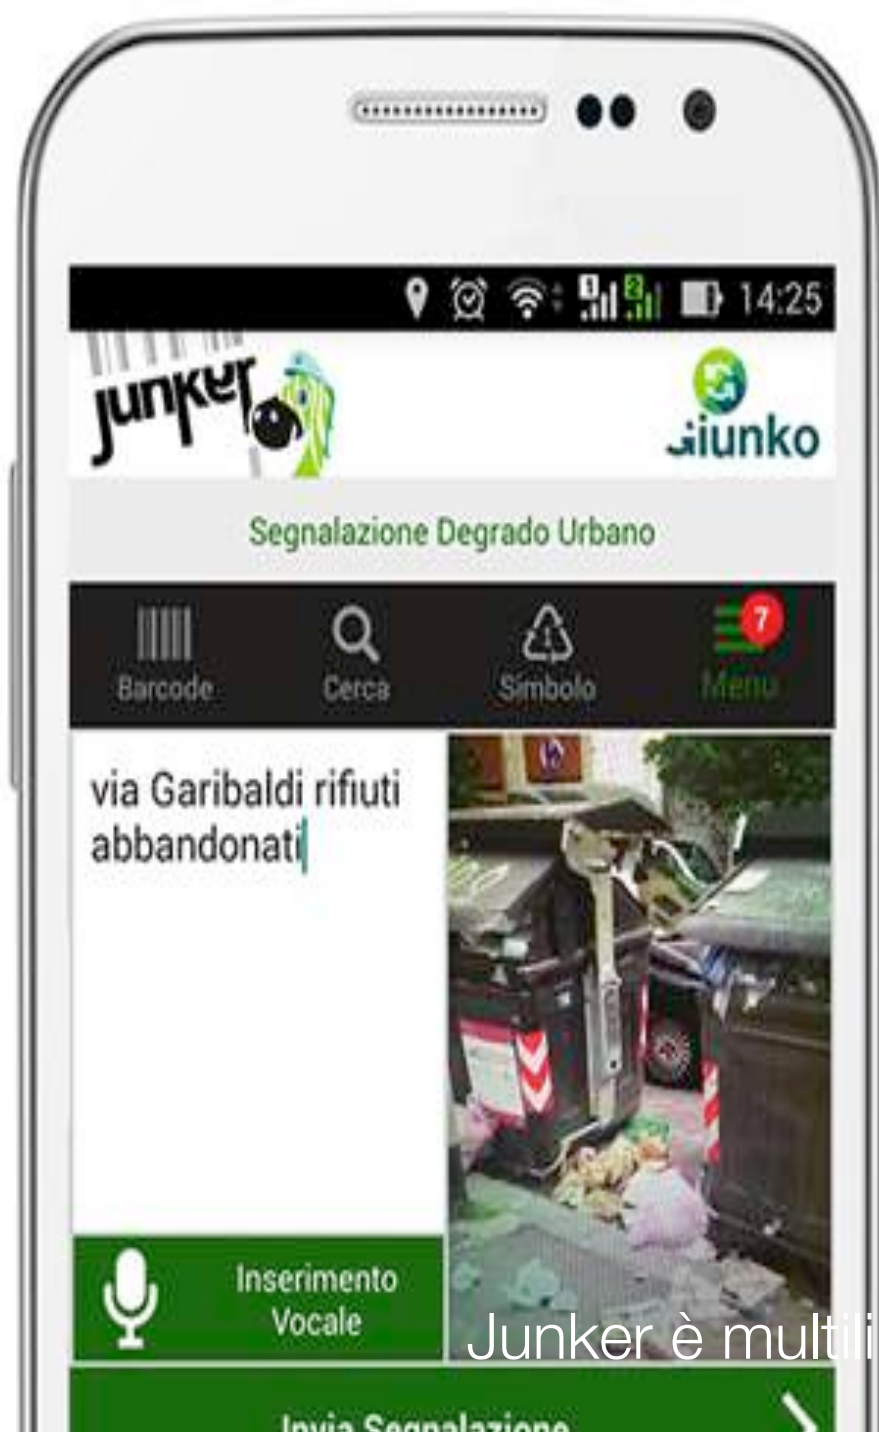 14:25
junker
Giunko
Segnalazione Degrado Urbano
Barcode
Cerca
Simbolo
7
Menu
via Garibaldi rifiuti
abbandonati
Inserimento
Vocale
Junker è multili
Invia Segnalazione